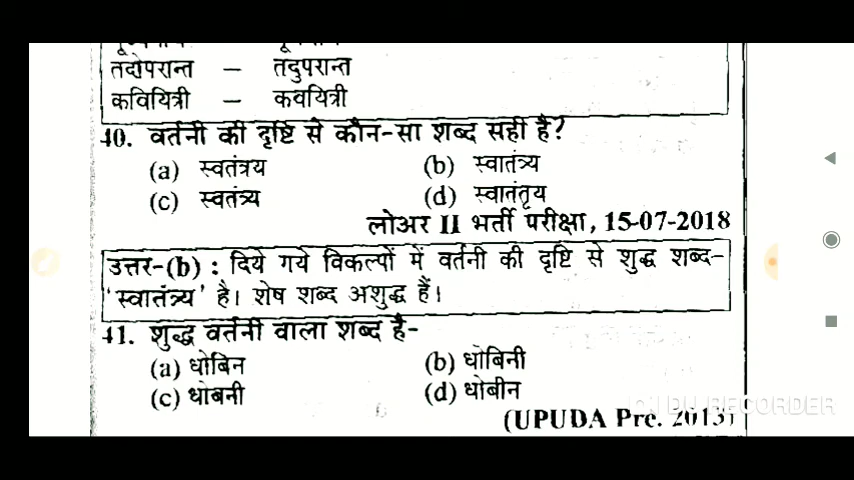 तदोपरान्त – तदुपरान्त
कवियित्री – कवयित्री
40. वर्तनी की दृष्टि से कौन-सा शब्द सही है?
(a) स्वतंत्रय (b) स्वातंत्र्य
(c) स्वतंत्र्य (d) स्वातंतृय
लोअर II भर्ती परीक्षा, 15-07-2018
उत्तर-(b) : दिये गये विकल्पों में वर्तनी की दृष्टि से शुद्ध शब्द-
'स्वातंत्र्य' है। शेष शब्द अशुद्ध हैं।
41. शुद्ध वर्तनी वाला शब्द है-
(a) धोबिन (b) धोबिनी
(c) धोबनी (d) धोबीन
RECORDER
(UPUDA Pre. 2013)